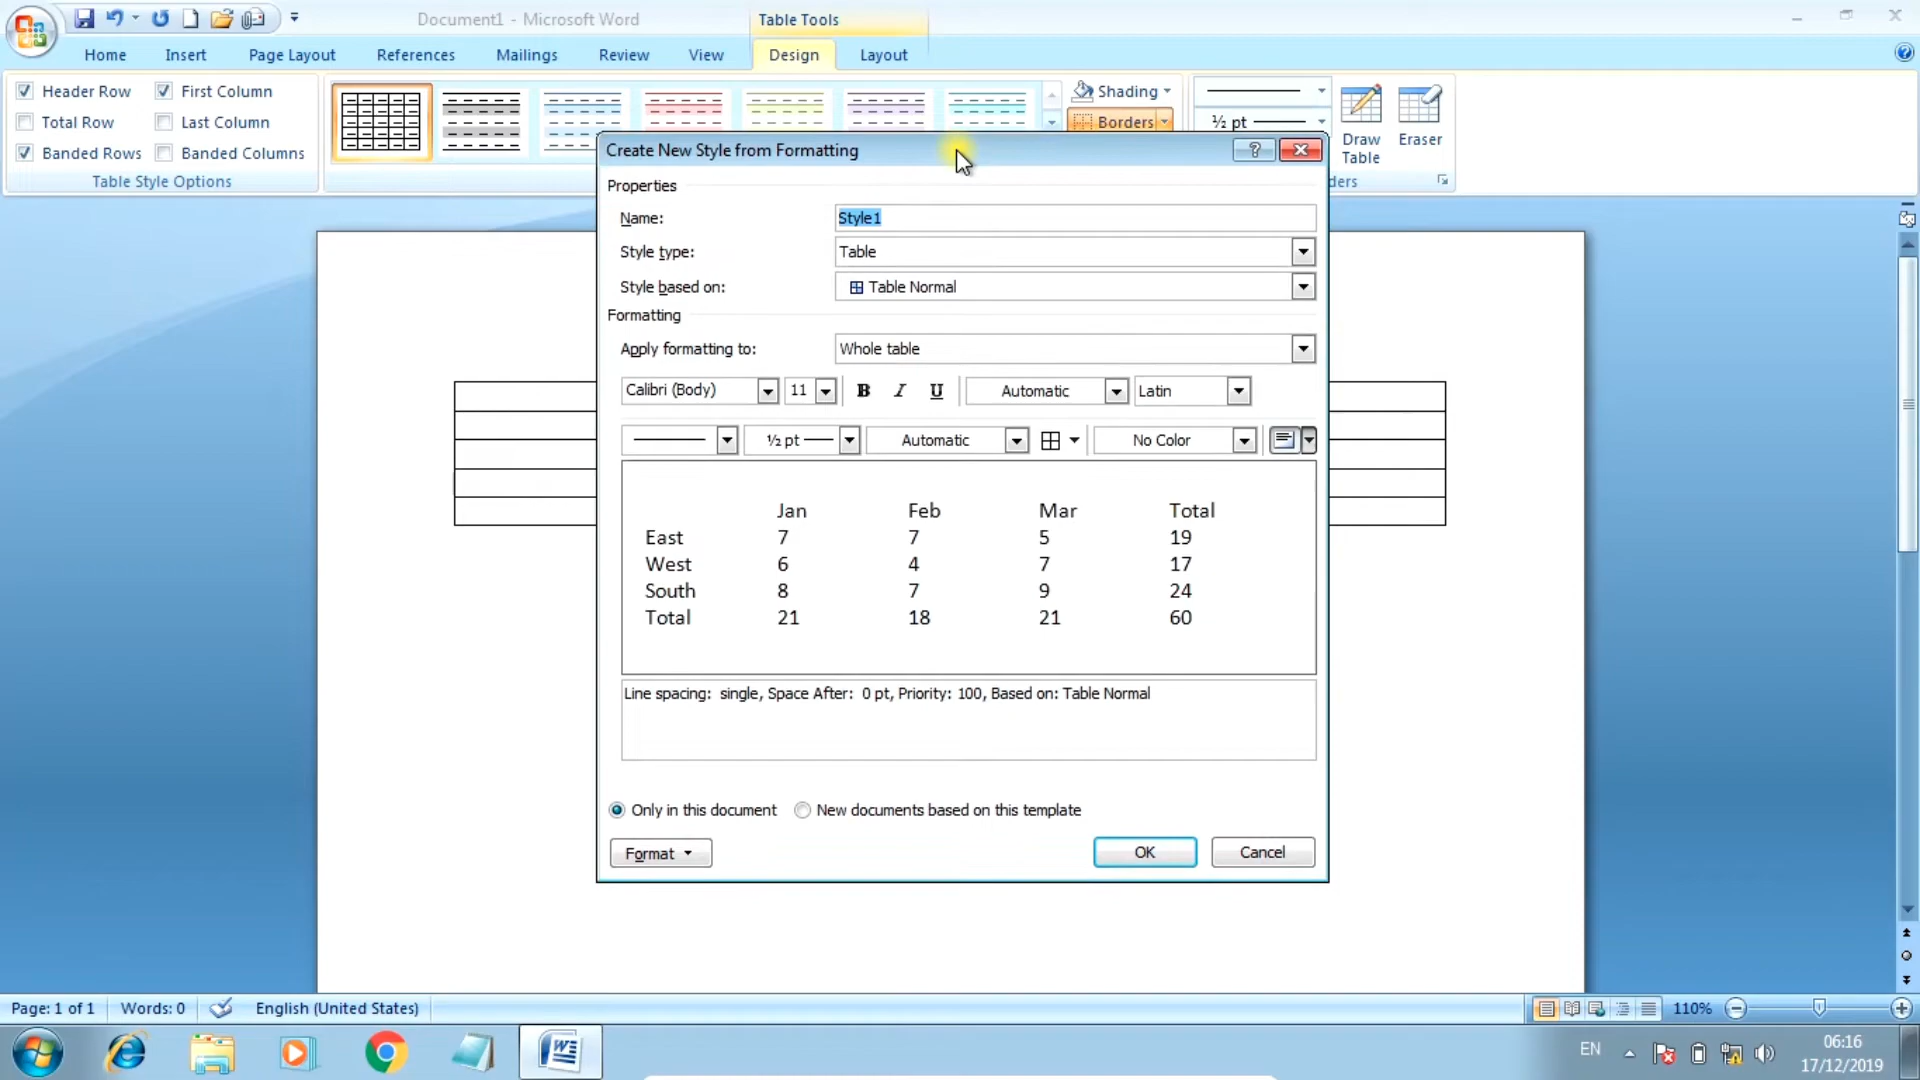 Document1 - Microsoft Word
Table Tools
Home Insert Page Layout References Mailings Review View Design Layout
Header Row First Column
Total Row Last Column
Banded Rows Banded Columns
Table Style Options
Shading
Borders
½ pt
Draw Table
Eraser
ders
Create New Style from Formatting
?
Properties
Name: Style1
Style type: Table
Style based on: Table Normal
Formatting
Apply formatting to: Whole table
Calibri (Body) 11 B I U Automatic Latin
½ pt Automatic No Color
Jan Feb Mar Total
East 7 7 5 19
West 6 4 7 17
South 8 7 9 24
Total 21 18 21 60
Line spacing: single, Space After: 0 pt, Priority: 100, Based on: Table Normal
Only in this document New documents based on this template
Format OK Cancel
Page: 1 of 1 Words: 0 English (United States) 110%
EN 06:16
17/12/2019